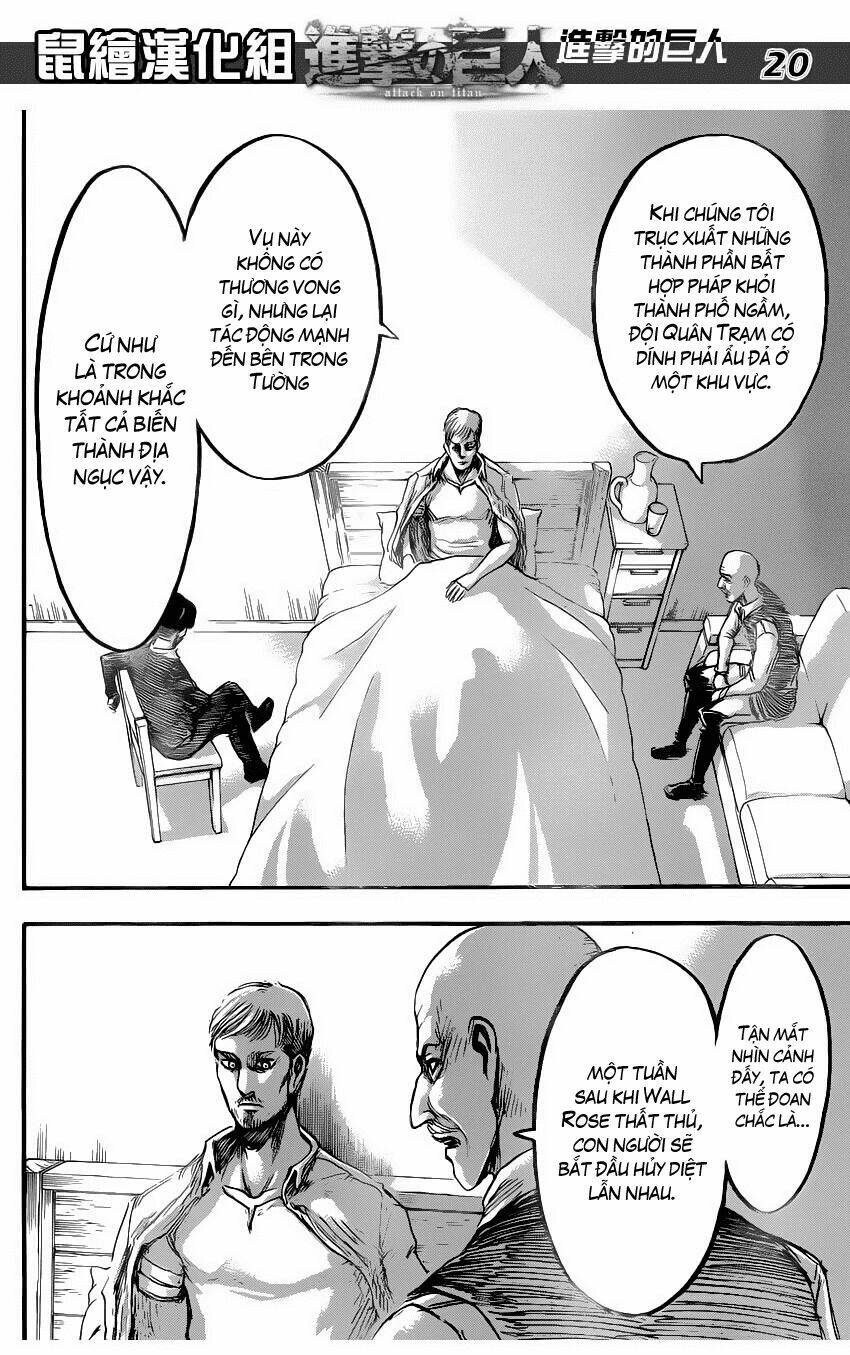 鼠繪漢化組
進撃の巨人
attack on titan
進擊的巨人
20
KHI CHÚNG TÔI
TRỤC XUẤT NHỮNG
THÀNH PHẦN BẤT
HỢP PHÁP KHỎI
THÀNH PHỐ NGẦM,
ĐỘI QUÂN TRẠM CÓ
DÍNH PHẢI ẨU ĐẢ Ở
MỘT KHU VỰC.
VỤ NÀY
KHÔNG CÓ
THƯƠNG VONG
GÌ, NHƯNG LẠI
TÁC ĐỘNG MẠNH
ĐẾN BÊN TRONG
TƯỜNG
CỨ NHƯ
LÀ TRONG
KHOẢNH KHẮC
TẤT CẢ BIẾN
THÀNH ĐỊA
NGỤC VẬY.
TẬN MẮT
NHÌN CẢNH
ĐẤY, TA CÓ
THỂ ĐOAN
CHẮC LÀ...
MỘT TUẦN
SAU KHI WALL
ROSE THẤT THỦ,
CON NGƯỜI SẼ
BẮT ĐẦU HỦY DIỆT
LẪN NHAU.